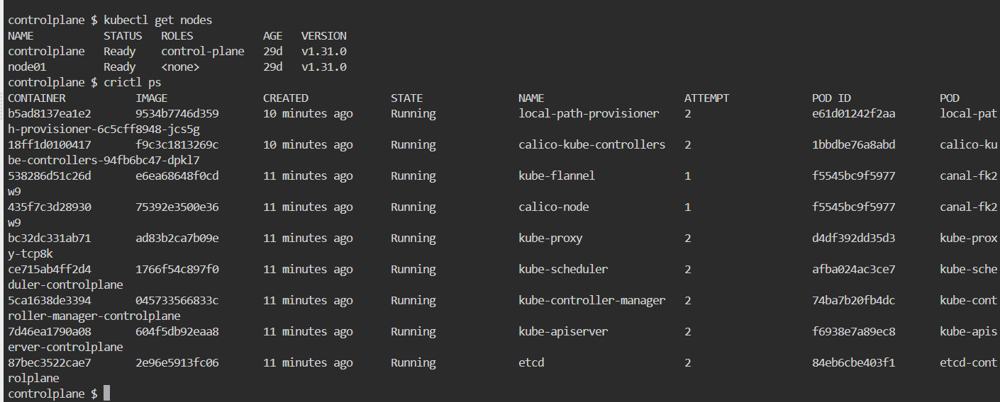 controlplane $ kubectl get nodes
NAME STATUS ROLES AGE VERSION
controlplane Ready control-plane 29d v1.31.0
node01 Ready <none> 29d v1.31.0
controlplane $ crictl ps
CONTAINER IMAGE CREATED STATE NAME ATTEMPT POD ID POD
b5ad8137ea1e2 9534b7746d359 10 minutes ago Running local-path-provisioner 2 e61d01242f2aa local-pat
h-provisioner-6c5cff8948-jcs5g
18ff1d0100417 f9c3c1813269c 10 minutes ago Running calico-kube-controllers 2 1bbdbe76a8abd calico-ku
be-controllers-94fb6bc47-dpkl7
538286d51c26d e6ea68648f0cd 11 minutes ago Running kube-flannel 1 f5545bc9f5977 canal-fk2
w9
435f7c3d28930 75392e3500e36 11 minutes ago Running calico-node 1 f5545bc9f5977 canal-fk2
w9
bc32dc331ab71 ad83b2ca7b09e 11 minutes ago Running kube-proxy 2 d4df392dd35d3 kube-prox
y-tcp8k
ce715ab4ff2d4 1766f54c897f0 11 minutes ago Running kube-scheduler 2 afba024ac3ce7 kube-sche
duler-controlplane
5ca1638de3394 045733566833c 11 minutes ago Running kube-controller-manager 2 74ba7b20fb4dc kube-cont
roller-manager-controlplane
7d46ea1790a08 604f5db92eaa8 11 minutes ago Running kube-apiserver 2 f6938e7a89ec8 kube-apis
erver-controlplane
87bec3522cae7 2e96e5913fc06 11 minutes ago Running etcd 2 84eb6cbe403f1 etcd-cont
rolplane
controlplane $